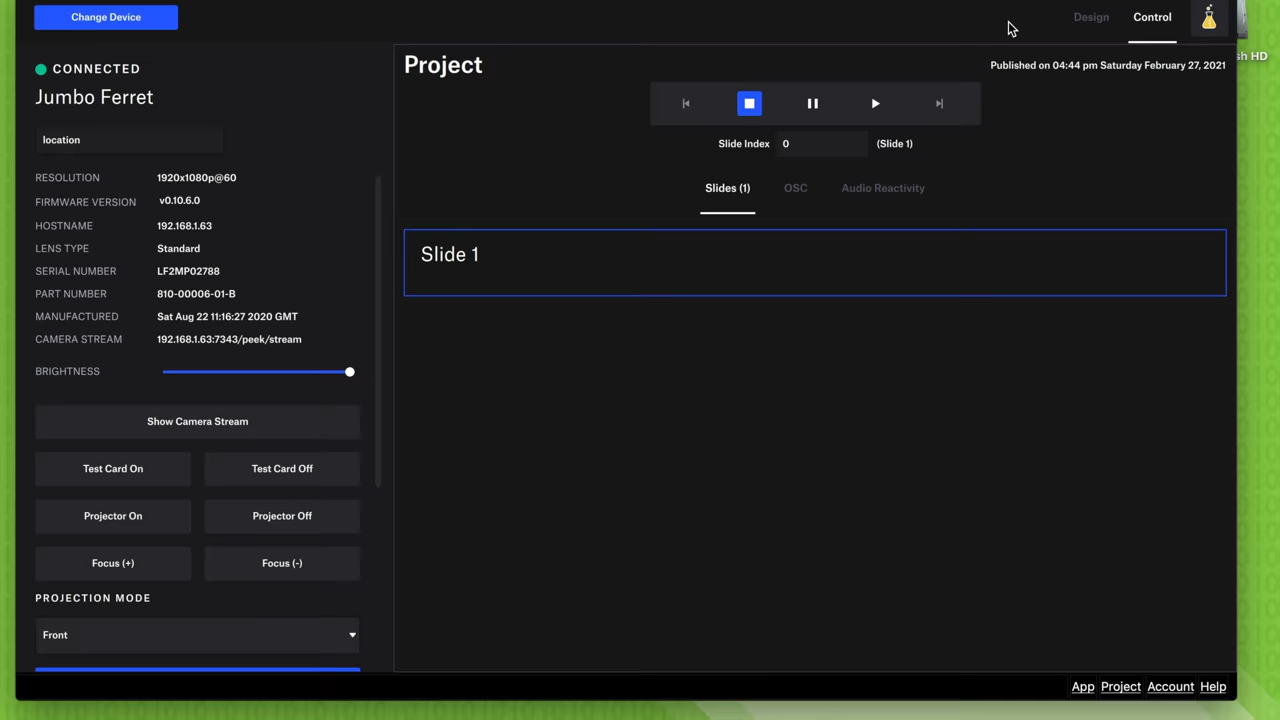 Change Device
Design
Control
sh HD
CONNECTED
Jumbo Ferret
location
RESOLUTION 1920x1080p@60
FIRMWARE VERSION v0.10.6.0
HOSTNAME 192.168.1.63
LENS TYPE Standard
SERIAL NUMBER LF2MP02788
PART NUMBER 810-00006-01-B
MANUFACTURED Sat Aug 22 11:16:27 2020 GMT
CAMERA STREAM 192.168.1.63:7343/peek/stream
BRIGHTNESS
Show Camera Stream
Test Card On
Test Card Off
Projector On
Projector Off
Focus (+)
Focus (-)
PROJECTION MODE
Front
Project
Published on 04:44 pm Saturday February 27, 2021
Slide Index 0 (Slide 1)
Slides (1)
OSC
Audio Reactivity
Slide 1
App Project Account Help